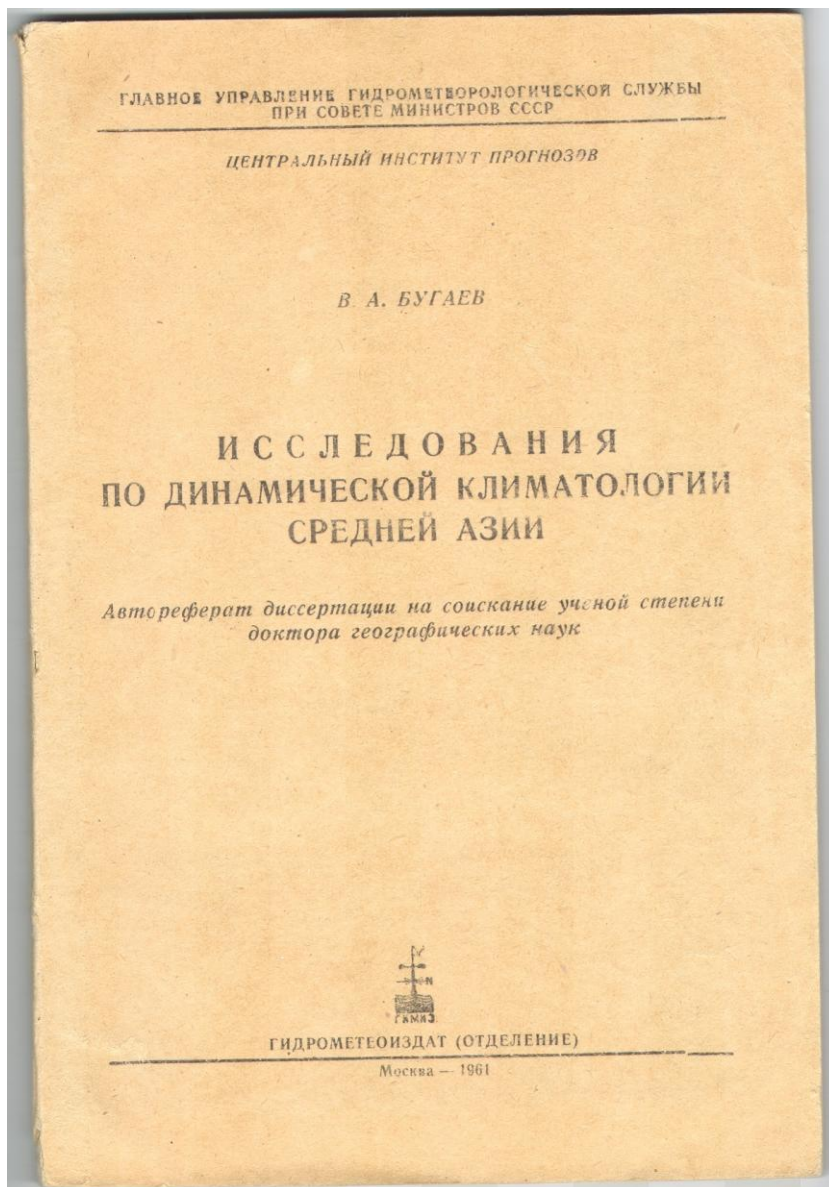 ГЛАВНОЕ УПРАВЛЕНИЕ ГИДРОМЕТЕОРОЛОГИЧЕСКОЙ СЛУЖБЫ
ПРИ СОВЕТЕ МИНИСТРОВ СССР
ЦЕНТРАЛЬНЫЙ ИНСТИТУТ ПРОГНОЗОВ
В. А. БУГАЕВ
ИССЛЕДОВАНИЯ
ПО ДИНАМИЧЕСКОЙ КЛИМАТОЛОГИИ
СРЕДНЕЙ АЗИИ
Автореферат диссертации на соискание ученой степени
доктора географических наук
N
ГИМИЗ
ГИДРОМЕТЕОИЗДАТ (ОТДЕЛЕНИЕ)
Москва — 1961